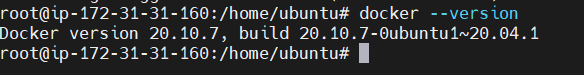 root@ip-172-31-31-160:/home/ubuntu# docker --version
Docker version 20.10.7, build 20.10.7-0ubuntu1~20.04.1
root@ip-172-31-31-160:/home/ubuntu#